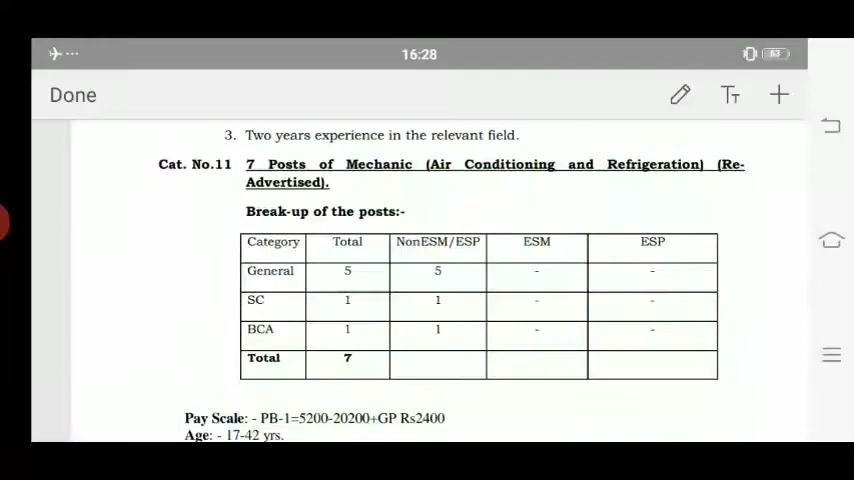 16:28
63
Done
3. Two years experience in the relevant field.
Cat. No.11 7 Posts of Mechanic (Air Conditioning and Refrigeration) (Re-
Advertised).
Break-up of the posts:-
Category Total NonESM/ESP ESM ESP
General 5 5 - -
SC 1 1 - -
BCA 1 1 - -
Total 7
Pay Scale: - PB-1=5200-20200+GP Rs2400
Age: - 17-42 yrs.